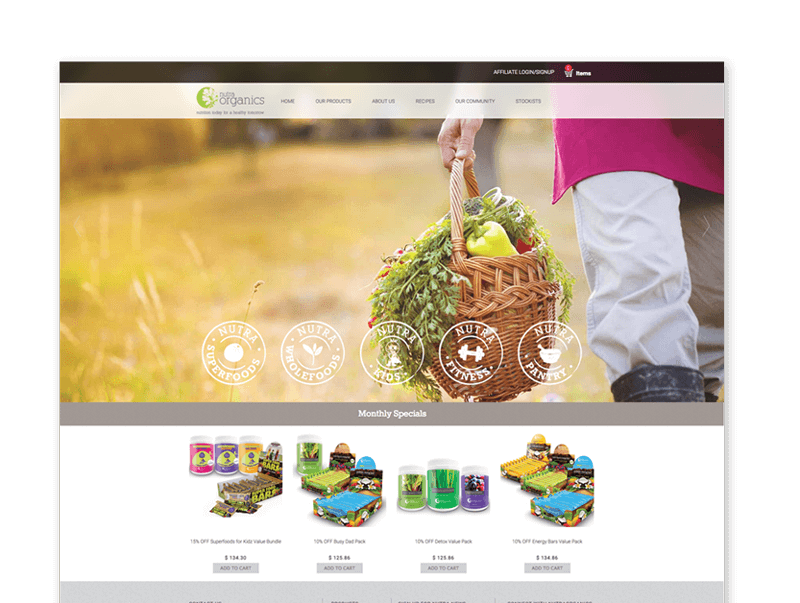 AFFILIATE LOGIN/SIGNUP Items
nutra
organics
nutrition today for a healthy tomorrow
HOME OUR PRODUCTS ABOUT US RECIPES OUR COMMUNITY STOCKISTS
NUTRA SUPERFOODS
NUTRA WHOLEFOODS
NUTRA KIDS
NUTRA FITNESS
NUTRA PANTRY
Monthly Specials
15% OFF Superfoods for Kidz Value Bundle
$ 134.30
ADD TO CART
10% OFF Busy Dad Pack
$ 125.86
ADD TO CART
10% OFF Detox Value Pack
$ 125.86
ADD TO CART
10% OFF Energy Bars Value Pack
$ 134.86
ADD TO CART